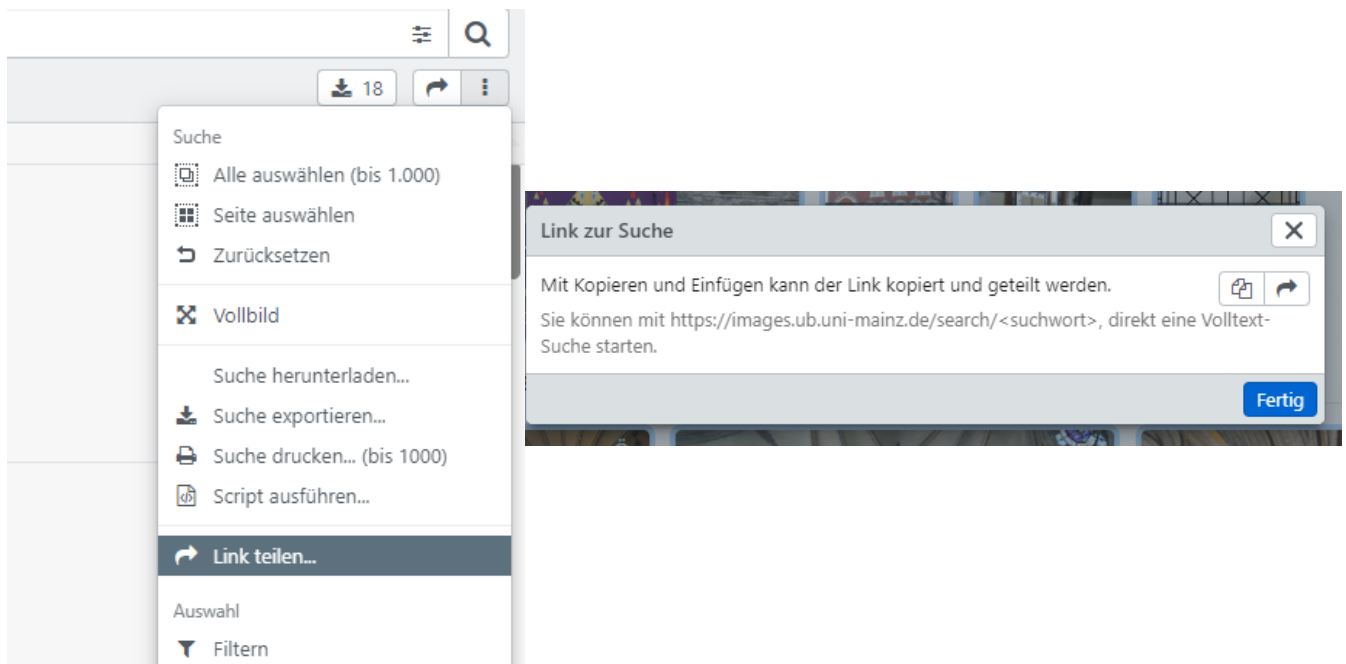 18
Suche
Alle auswählen (bis 1.000)
Seite auswählen
Zurücksetzen
Vollbild
Suche herunterladen...
Suche exportieren...
Suche drucken... (bis 1000)
Script ausführen...
Link teilen...
Auswahl
Filtern
Link zur Suche
Mit Kopieren und Einfügen kann der Link kopiert und geteilt werden.
Sie können mit https://images.ub.uni-mainz.de/search/<suchwort>, direkt eine Volltext-
Suche starten.
Fertig